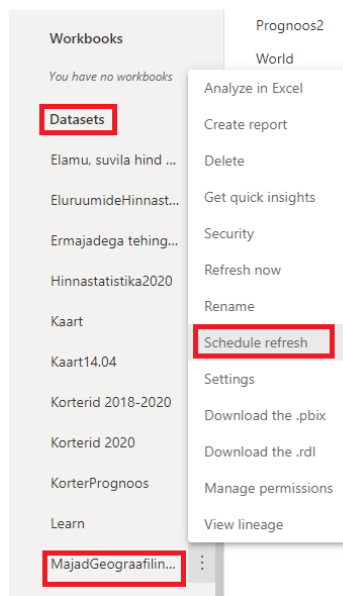 Workbooks
You have no workbooks
Datasets
Elamu, suvila hind ...
EluruumideHinnast...
Ermajadega tehing...
Hinnastatistika2020
Kaart
Kaart14.04
Korterid 2018-2020
Korterid 2020
KorterPrognoos
Learn
MajadGeograafilin...
Prognoos2
World
Analyze in Excel
Create report
Delete
Get quick insights
Security
Refresh now
Rename
Schedule refresh
Settings
Download the .pbix
Download the .rdl
Manage permissions
View lineage